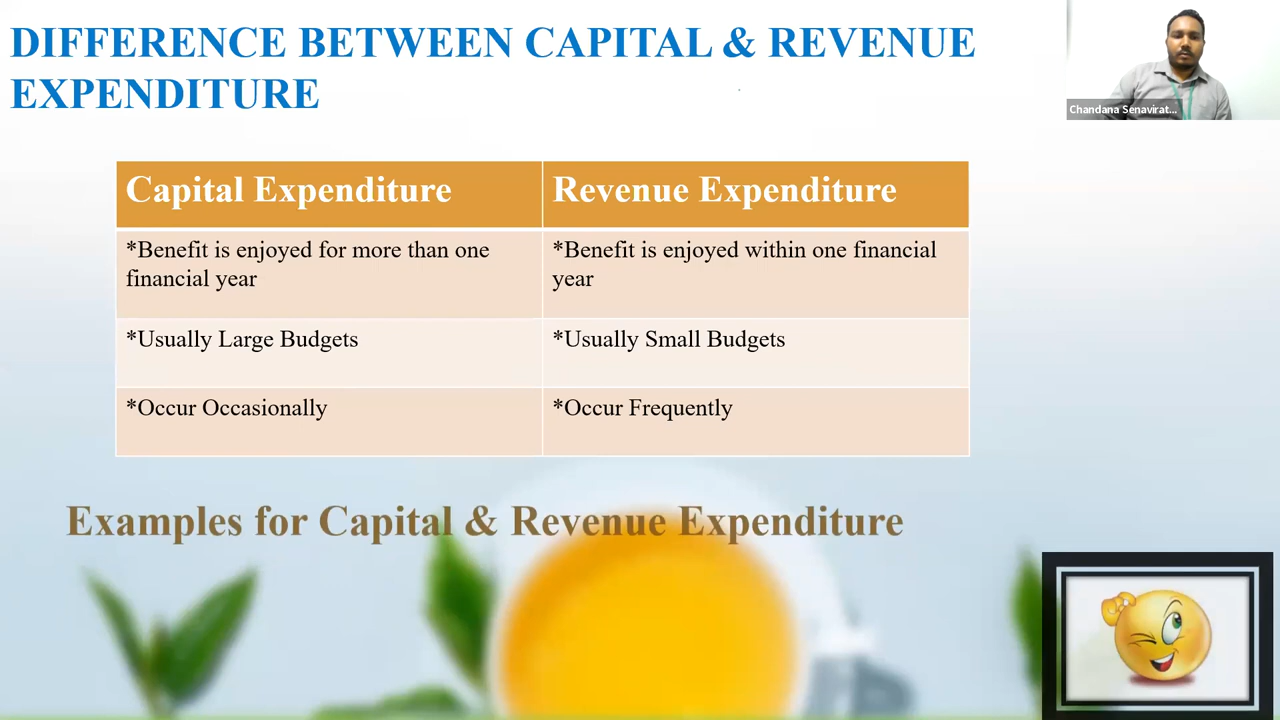 DIFFERENCE BETWEEN CAPITAL & REVENUE
EXPENDITURE
Chandana Senavirat...
Capital Expenditure
Revenue Expenditure
*Benefit is enjoyed for more than one
financial year
*Benefit is enjoyed within one financial
year
*Usually Large Budgets
*Usually Small Budgets
*Occur Occasionally
*Occur Frequently
Examples for Capital & Revenue Expenditure